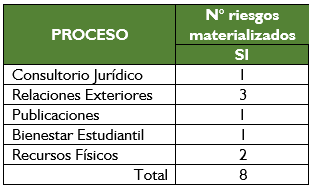 PROCESO
N° riesgos
materializados
SI
Consultorio Jurídico 1
Relaciones Exteriores 3
Publicaciones 1
Bienestar Estudiantil 1
Recursos Físicos 2
Total 8